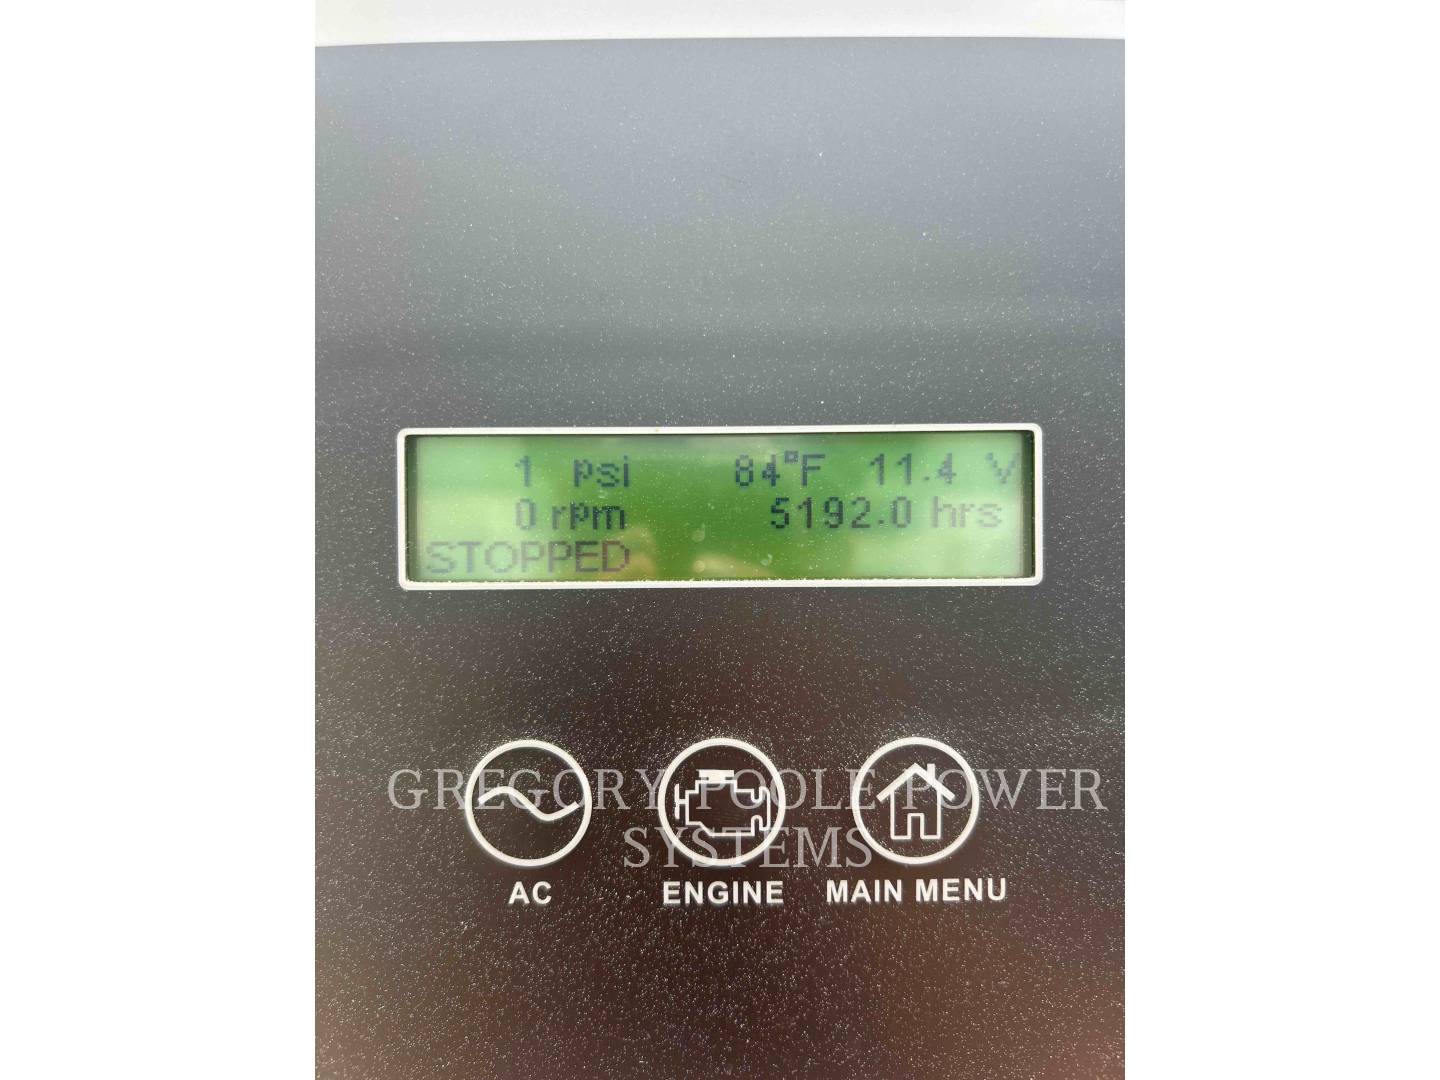 1 psi 84°F 11.4 V
0 rpm 5192.0 hrs
STOPPED
GREGORY POOLE POWER
SYSTEMS
AC ENGINE MAIN MENU